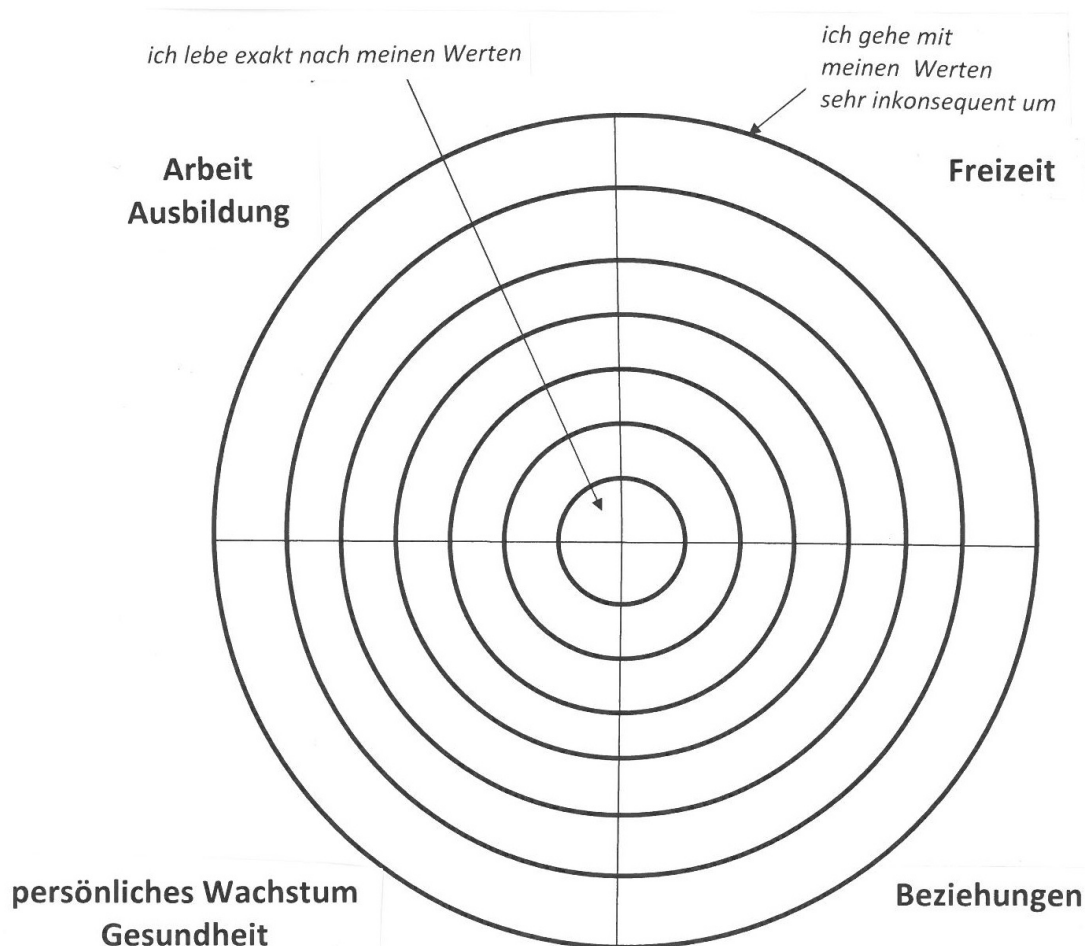 ich lebe exakt nach meinen Werten
ich gehe mit
meinen Werten
sehr inkonsequent um
Arbeit
Ausbildung
Freizeit
persönliches Wachstum
Gesundheit
Beziehungen